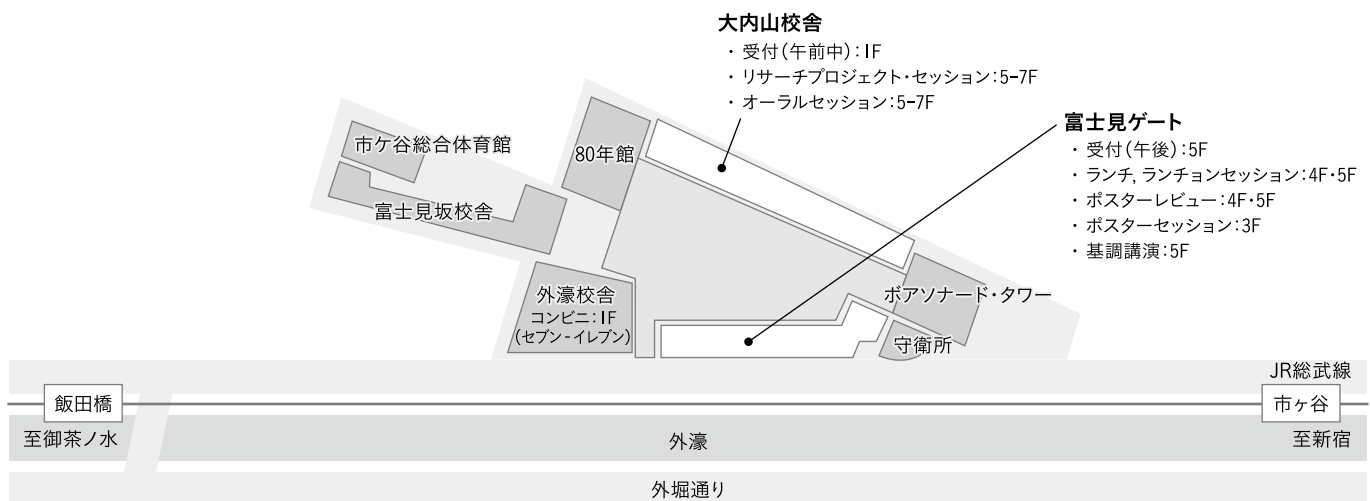 大内山校舎
・ 受付(午前中):1F
・ リサーチプロジェクト・セッション:5-7F
・ オーラルセッション:5-7F
富士見ゲート
・ 受付(午後):5F
・ ランチ, ランチョンセッション:4F・5F
・ ポスターレビュー:4F・5F
・ ポスターセッション:3F
・ 基調講演:5F
市ケ谷総合体育館
80年館
富士見坂校舎
外濠校舎
コンビニ:1F
(セブン-イレブン)
ボアソナード・タワー
守衛所
JR総武線
飯田橋
市ヶ谷
至御茶ノ水
外濠
至新宿
外堀通り